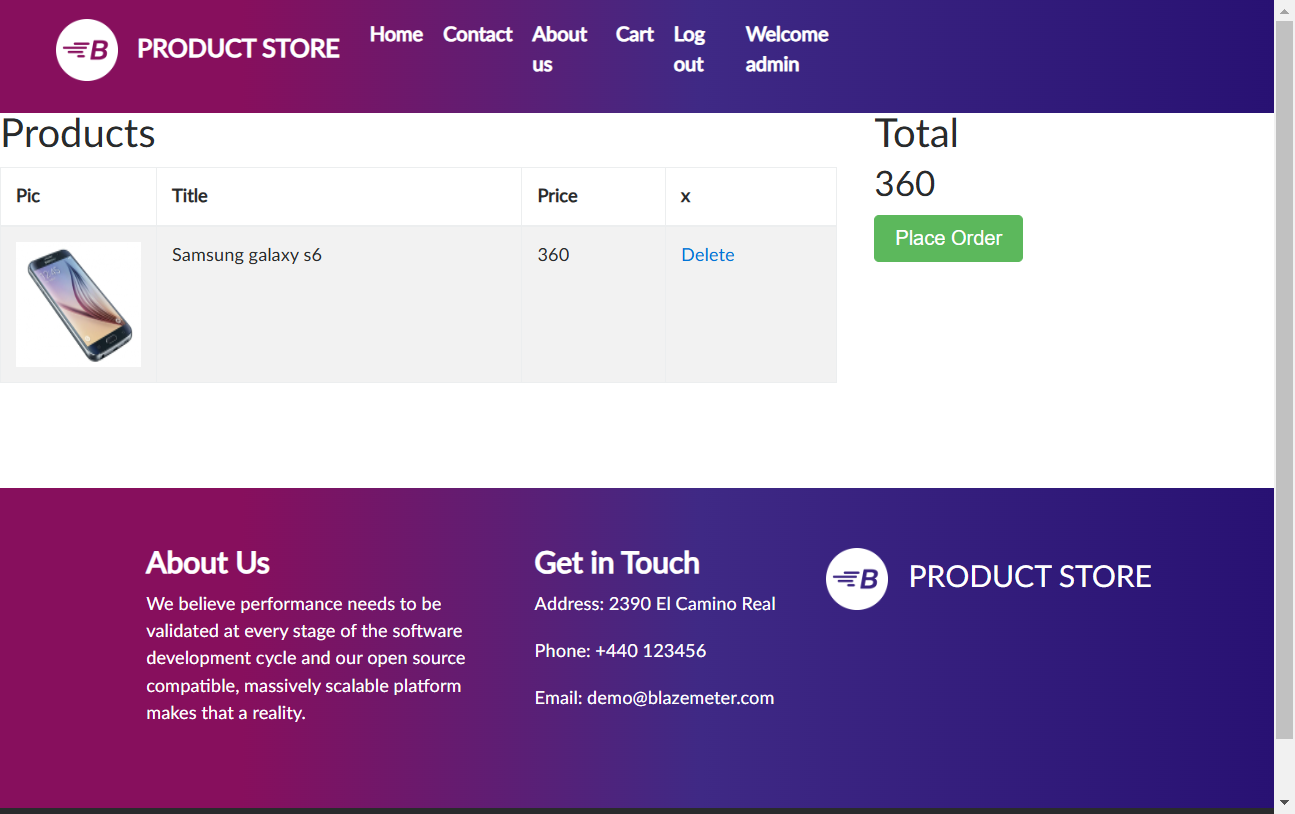 B PRODUCT STORE
Home
Contact
About
us
Cart
Log
out
Welcome
admin
Products
Pic Title Price x
Samsung galaxy s6 360 Delete
Total
360
Place Order
About Us
We believe performance needs to be
validated at every stage of the software
development cycle and our open source
compatible, massively scalable platform
makes that a reality.
Get in Touch
Address: 2390 El Camino Real
Phone: +440 123456
Email: demo@blazemeter.com
B PRODUCT STORE